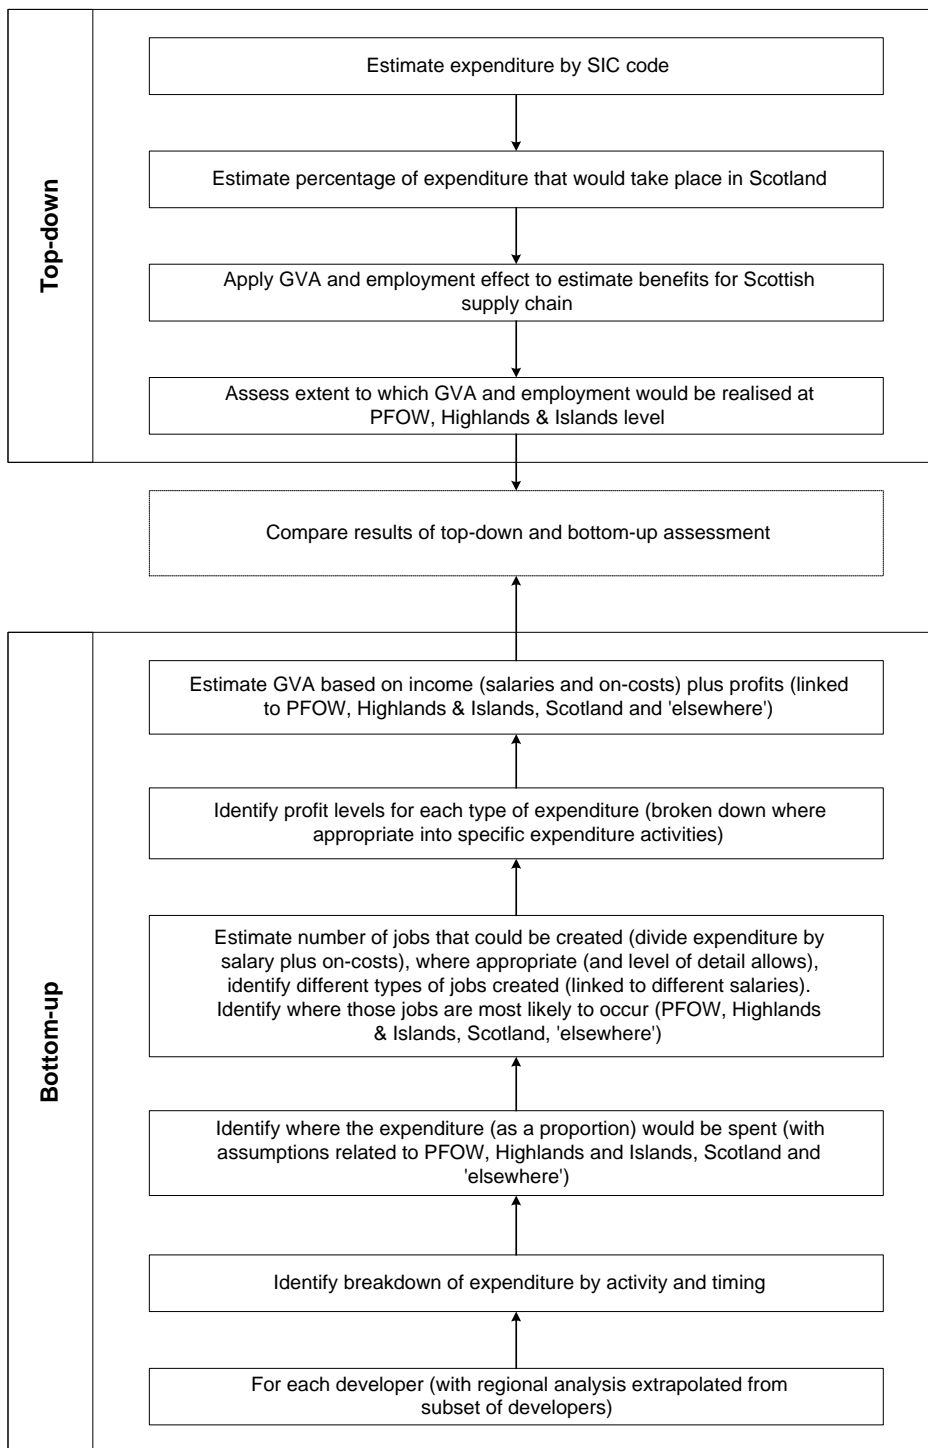 Top-down
Estimate expenditure by SIC code
Estimate percentage of expenditure that would take place in Scotland
Apply GVA and employment effect to estimate benefits for Scottish
supply chain
Assess extent to which GVA and employment would be realised at
PFOW, Highlands & Islands level
Compare results of top-down and bottom-up assessment
Bottom-up
Estimate GVA based on income (salaries and on-costs) plus profits (linked
to PFOW, Highlands & Islands, Scotland and 'elsewhere')
Identify profit levels for each type of expenditure (broken down where
appropriate into specific expenditure activities)
Estimate number of jobs that could be created (divide expenditure by
salary plus on-costs), where appropriate (and level of detail allows),
identify different types of jobs created (linked to different salaries).
Identify where those jobs are most likely to occur (PFOW, Highlands
& Islands, Scotland, 'elsewhere')
Identify where the expenditure (as a proportion) would be spent (with
assumptions related to PFOW, Highlands and Islands, Scotland and
'elsewhere')
Identify breakdown of expenditure by activity and timing
For each developer (with regional analysis extrapolated from
subset of developers)